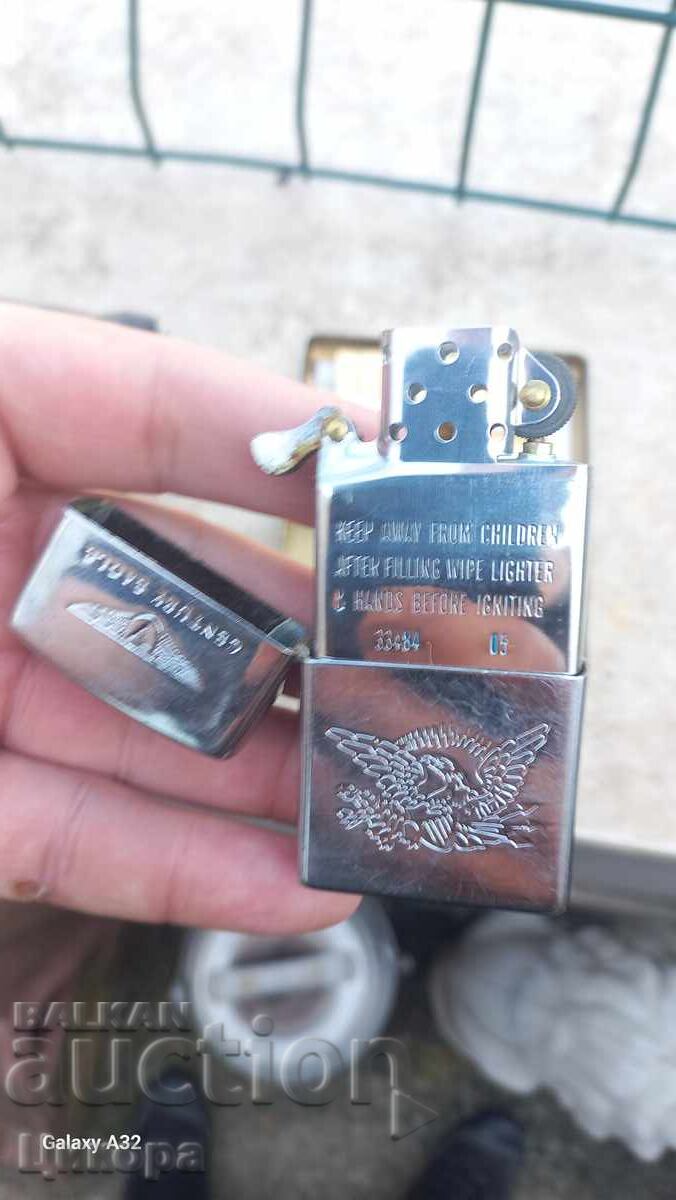 KEEP AWAY FROM CHILDREN
AFTER FILLING WIPE LIGHTER
& HANDS BEFORE IGNITING
33484 05
CENTURY EAGLE
BALKAN
auction
Galaxy A32
Цикора